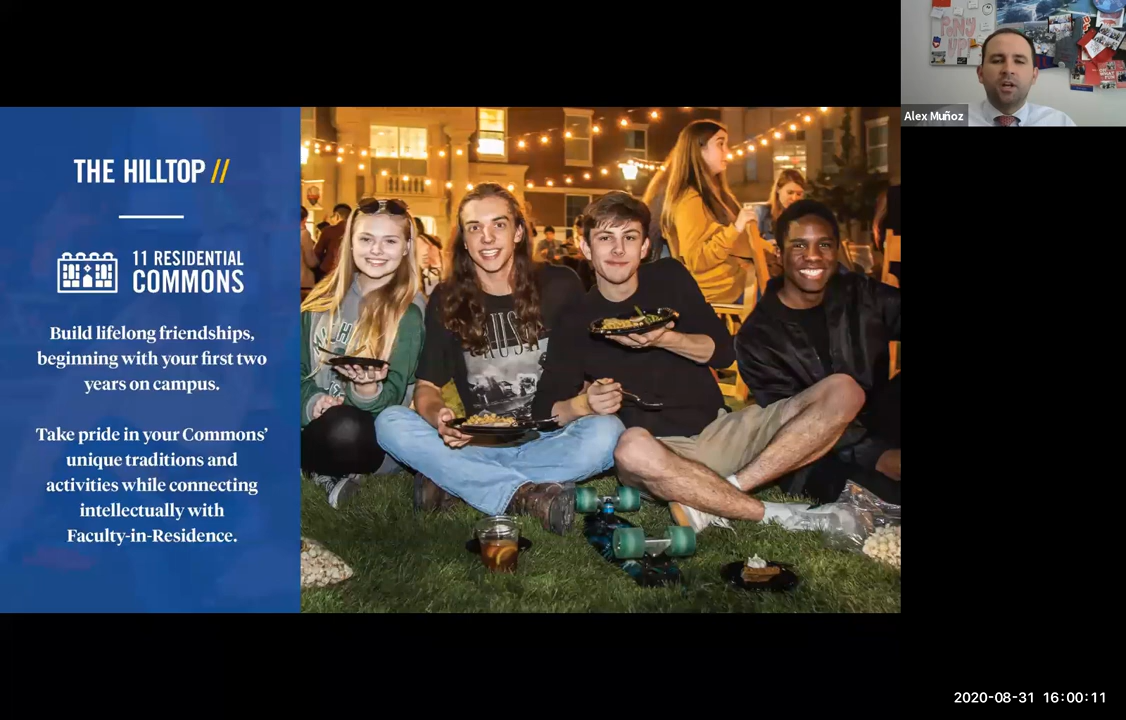 THE HILLTOP //
11 RESIDENTIAL
COMMONS
Build lifelong friendships,
beginning with your first two
years on campus.
Take pride in your Commons’
unique traditions and
activities while connecting
intellectually with
Faculty-in-Residence.
PONY
UP
Alex Muñoz
2020-08-31 16:00:11